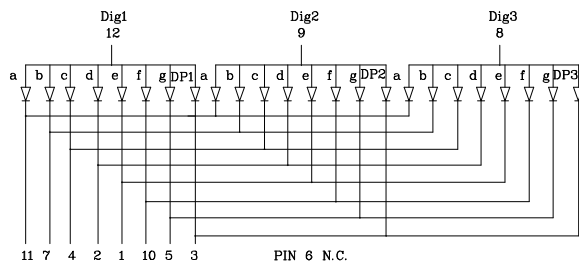 Dig1 Dig2 Dig3
12 9 8
a b c d e f g DP1 a b c d e f g DP2 a b c d e f g DP3
11 7 4 2 1 10 5 3 PIN 6 N.C.